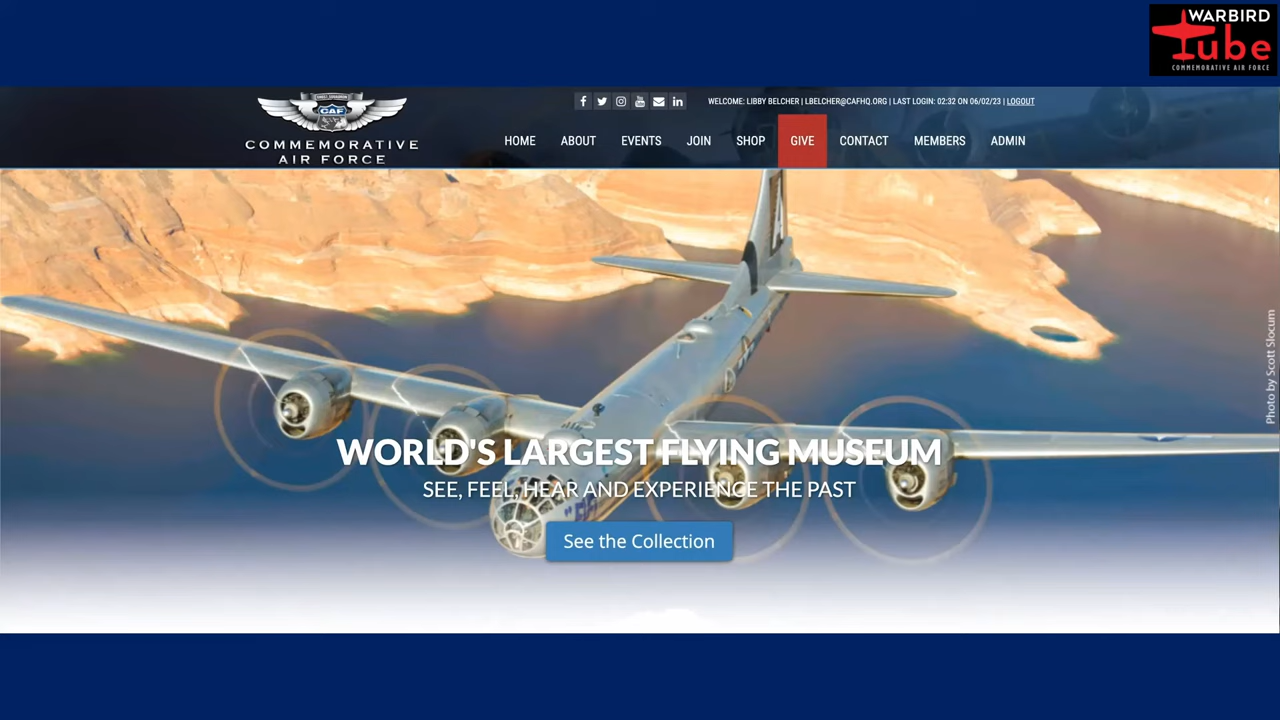 WARBIRD
Tube
COMMEMORATIVE AIR FORCE
CAF
COMMEMORATIVE
AIR FORCE
WELCOME: LIBBY BELCHER | LBELCHER@CAFHQ.ORG | LAST LOGIN: 02:32 ON 06/02/23 | LOGOUT
HOME ABOUT EVENTS JOIN SHOP GIVE CONTACT MEMBERS ADMIN
Photo by Scott Slocum
A
WORLD'S LARGEST FLYING MUSEUM
SEE, FEEL, HEAR AND EXPERIENCE THE PAST
See the Collection